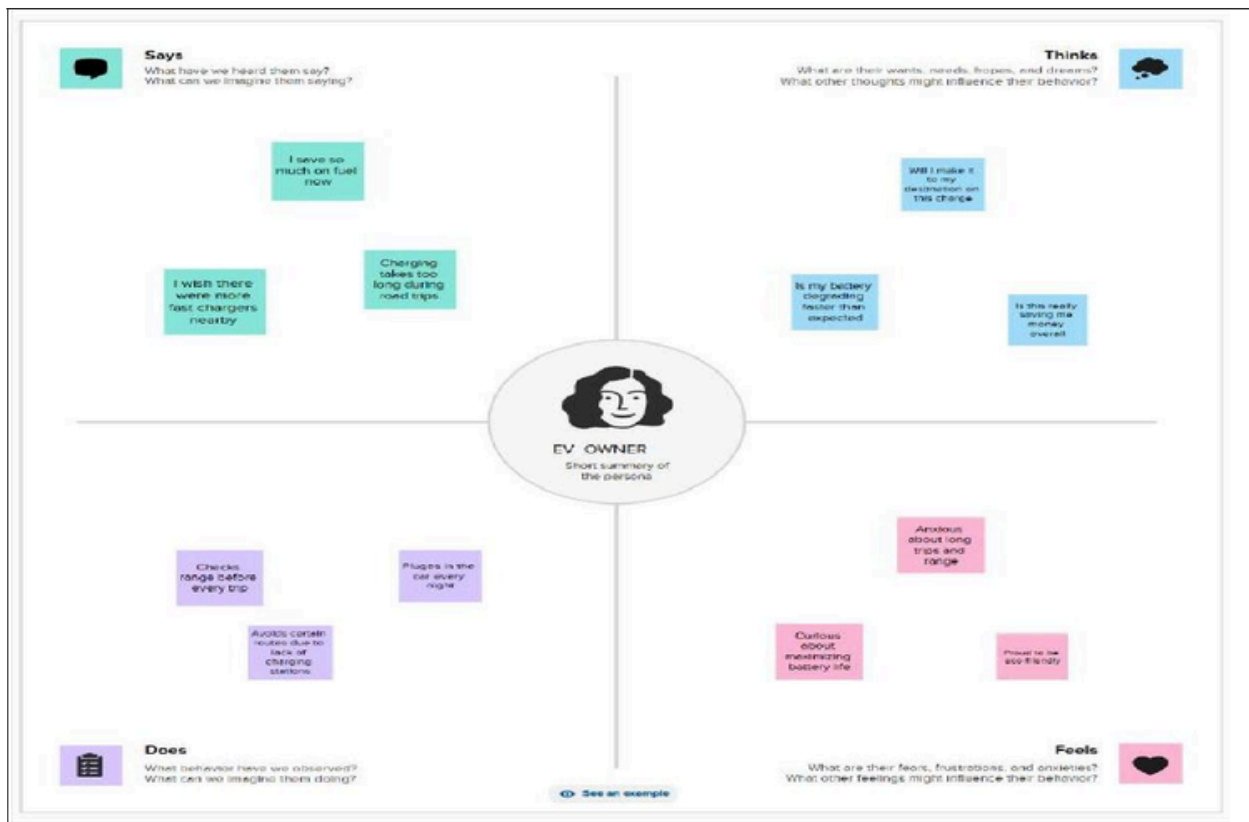 Says
What have we heard them say?
What can we imagine them saying?
Thinks
What are their wants, needs, hopes, and dreams?
What other thoughts might influence their behavior?
I save so
much on fuel
now
I wish there
were more
fast chargers
nearby
Charging
takes too
long during
road trips
Will I make it
to my
destination on
this charge
Is my battery
degrading
faster than
expected
Is this really
saving me
money
overall
EV OWNER
Short summary of
the persona
Checks
range before
every trip
Pluges in the
car every
night
Avoids certain
routes due to
lack of
charging
stations
Anxious
about long
trips and
range
Curious
about
maximizing
battery life
Proud to be
eco-friendly
Does
What behavior have we observed?
What can we imagine them doing?
Feels
What are their fears, frustrations, and anxieties?
What other feelings might influence their behavior?
See an example